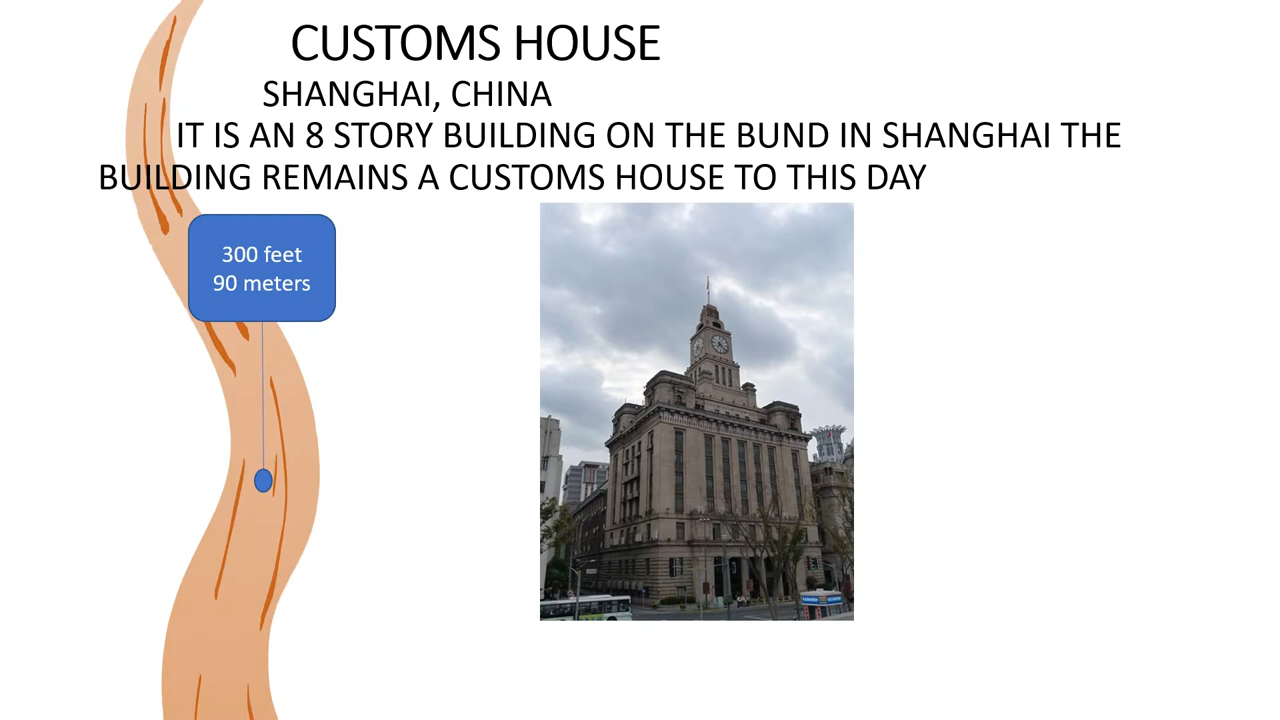 CUSTOMS HOUSE
SHANGHAI, CHINA
IT IS AN 8 STORY BUILDING ON THE BUND IN SHANGHAI THE
BUILDING REMAINS A CUSTOMS HOUSE TO THIS DAY
300 feet
90 meters